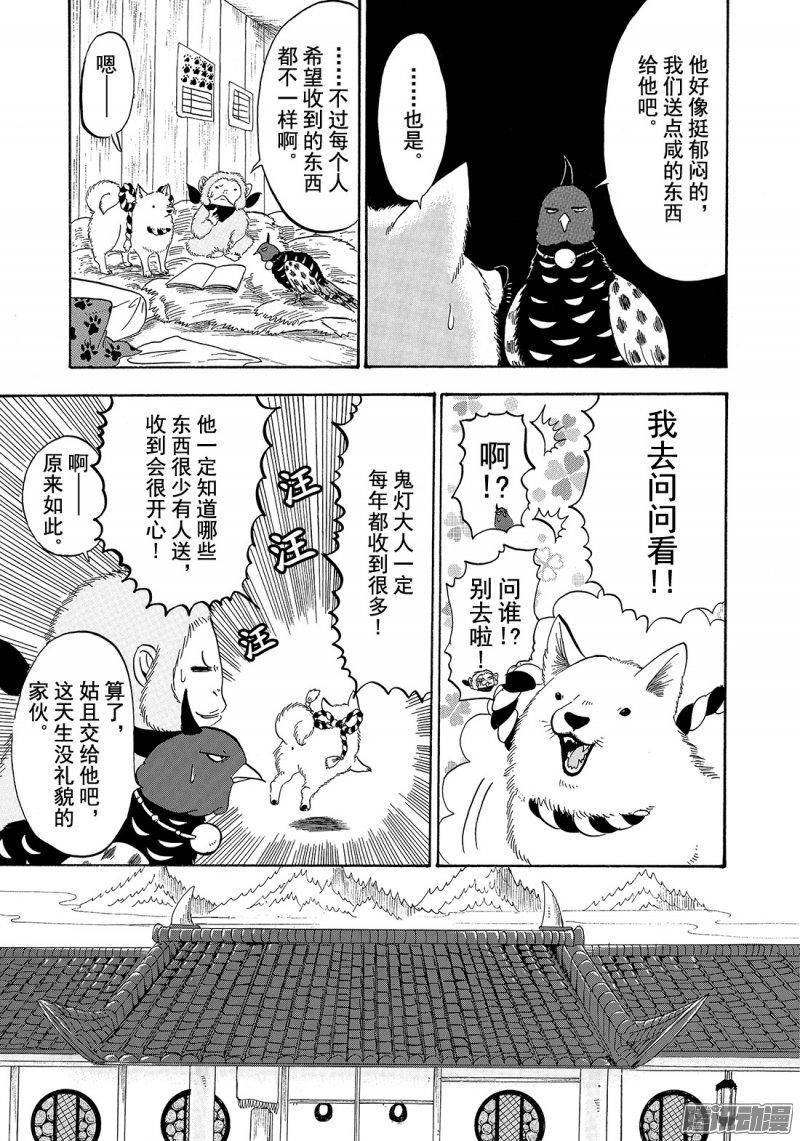 他好像挺郁闷的，
我们送点咸的东西
给他吧。
……也是。
……不过每个人
希望收到的东西
都不一样啊。
嗯——
我去问问看！！
啊！？
问谁！？
别去啦！
鬼灯大人一定
每年都收到很多！
他一定知道哪些
东西很少有人送，
收到会很开心！
汪
汪
汪
啊——
原来如此。
算了，
姑且交给他吧，
这天生没礼貌的
家伙。
腾讯动漫